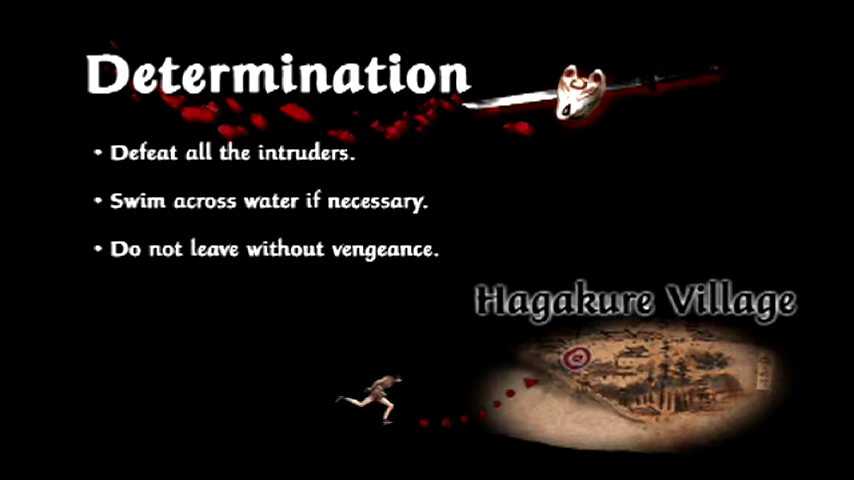 Determination
• Defeat all the intruders.
• Swim across water if necessary.
• Do not leave without vengeance.
Hagakure Village